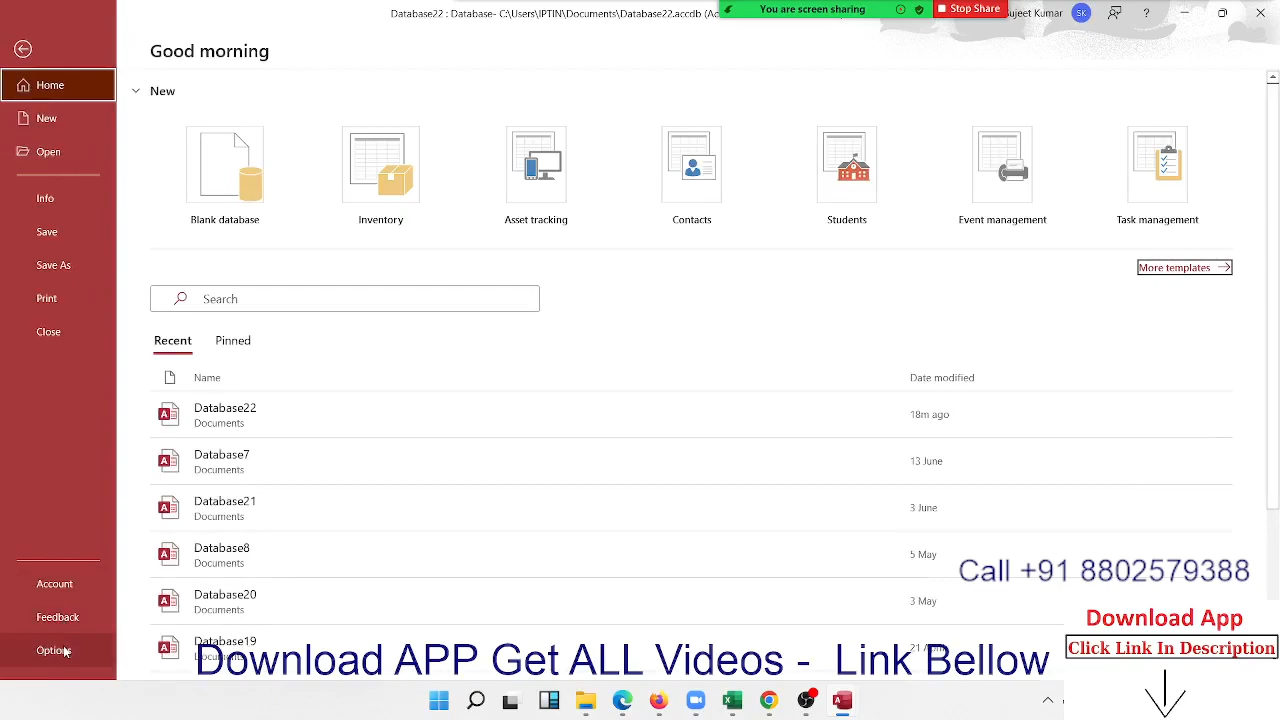 Database22 : Database- C:\Users\IPTIN\Documents\Database22.accdb (Ac
You are screen sharing
Stop Share
ujeet Kumar
SK
?
Good morning
Home
New
Open
Info
Save
Save As
Print
Close
Account
Feedback
Options
New
Blank database
Inventory
Asset tracking
Contacts
Students
Event management
Task management
More templates
Search
Recent
Pinned
Name
Date modified
Database22
Documents
18m ago
Database7
Documents
13 June
Database21
Documents
3 June
Database8
Documents
5 May
Database20
Documents
3 May
Database19
Documents
Call +91 8802579388
Download App
Click Link In Description
Download APP Get ALL Videos - Link Bellow